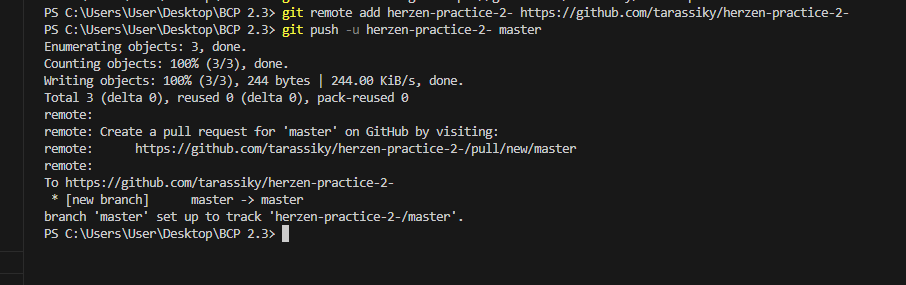 PS C:\Users\User\Desktop\BCP 2.3> git remote add herzen-practice-2- https://github.com/tarassiky/herzen-practice-2-
PS C:\Users\User\Desktop\BCP 2.3> git push -u herzen-practice-2- master
Enumerating objects: 3, done.
Counting objects: 100% (3/3), done.
Writing objects: 100% (3/3), 244 bytes | 244.00 KiB/s, done.
Total 3 (delta 0), reused 0 (delta 0), pack-reused 0
remote:
remote: Create a pull request for 'master' on GitHub by visiting:
remote:      https://github.com/tarassiky/herzen-practice-2-/pull/new/master
remote:
To https://github.com/tarassiky/herzen-practice-2-
 * [new branch]      master -> master
branch 'master' set up to track 'herzen-practice-2-/master'.
PS C:\Users\User\Desktop\BCP 2.3>